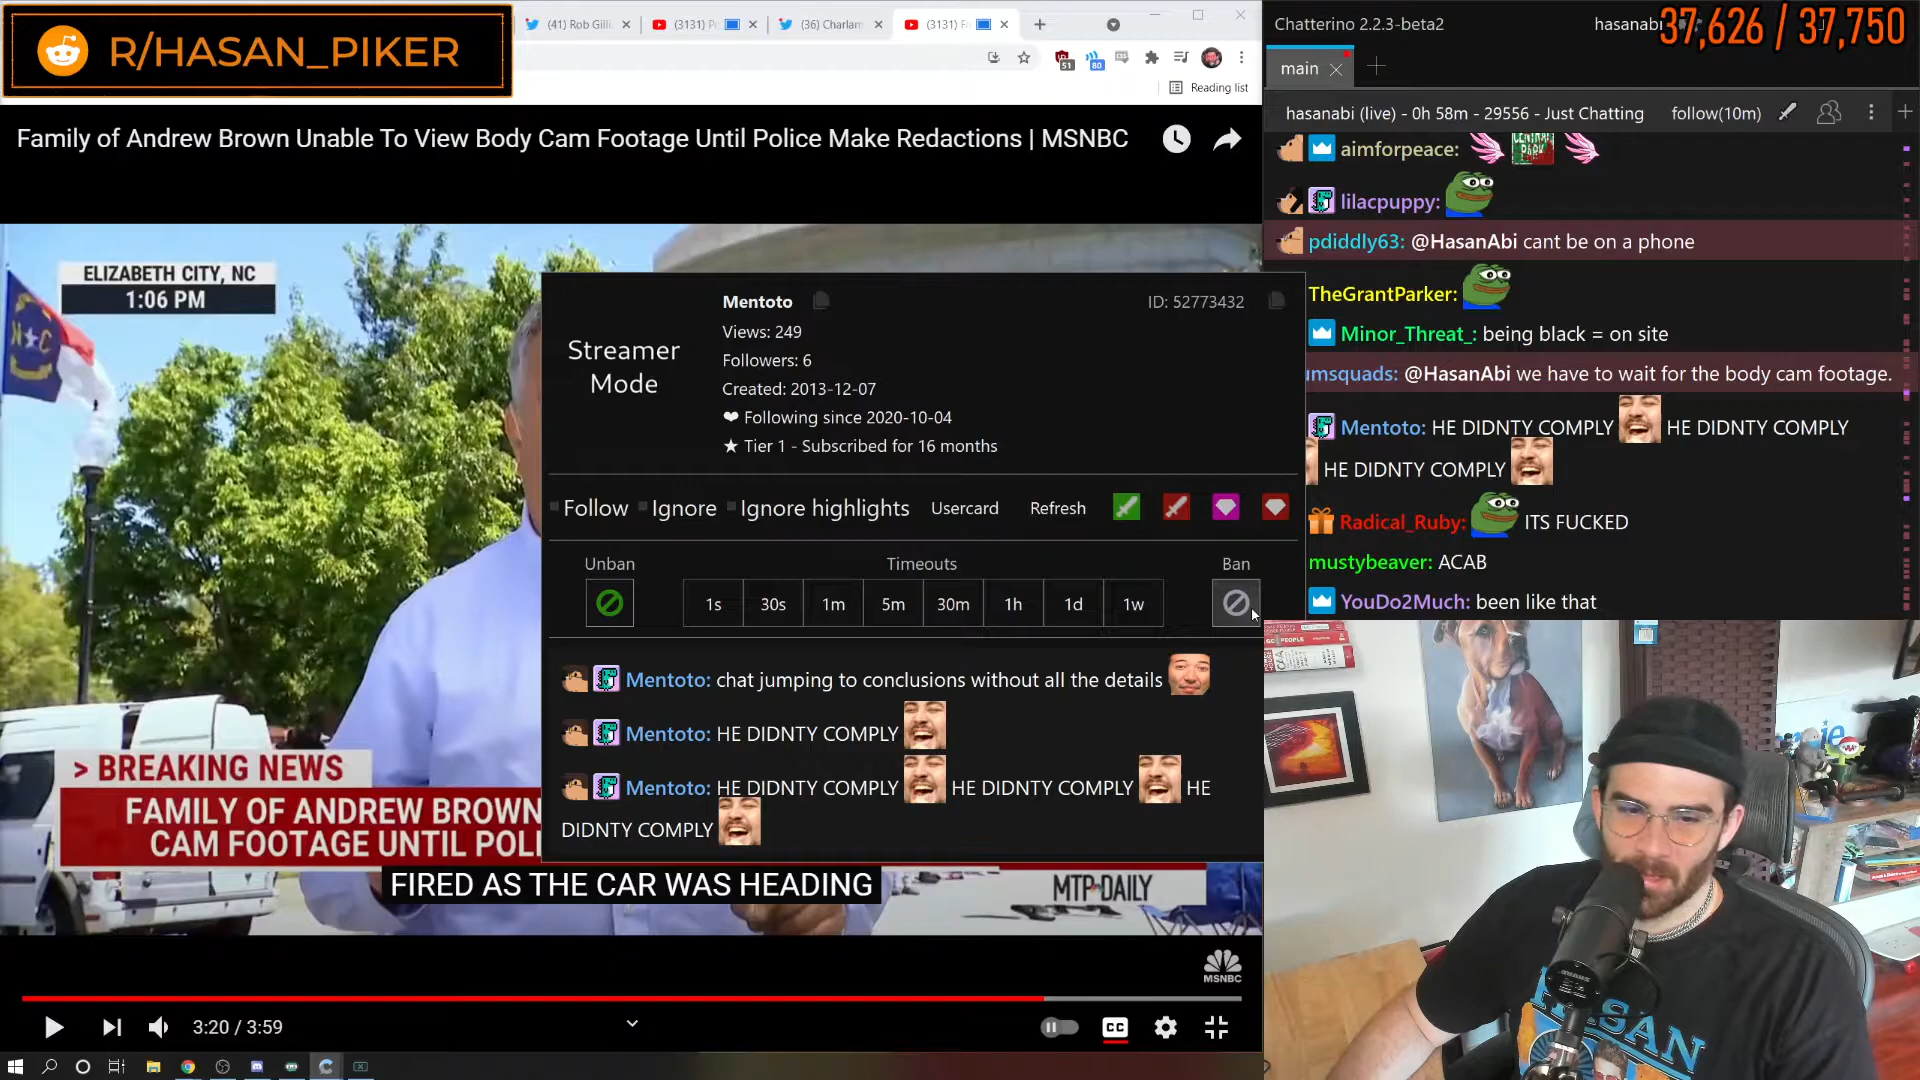 R/HASAN_PIKER
(41) Rob Gilli
(3131) P
(36) Charlam
(3131) F
51
80
Reading list
Family of Andrew Brown Unable To View Body Cam Footage Until Police Make Redactions | MSNBC
ELIZABETH CITY, NC
1:06 PM
> BREAKING NEWS
FAMILY OF ANDREW BROWN
CAM FOOTAGE UNTIL POLI
FIRED AS THE CAR WAS HEADING
MTP DAILY
MSNBC
3:20 / 3:59
CC
Streamer
Mode
Mentoto
ID: 52773432
Views: 249
Followers: 6
Created: 2013-12-07
❤ Following since 2020-10-04
★ Tier 1 - Subscribed for 16 months
Follow
Ignore
Ignore highlights
Usercard
Refresh
Unban
Timeouts
Ban
1s
30s
1m
5m
30m
1h
1d
1w
Mentoto: chat jumping to conclusions without all the details
Mentoto: HE DIDNTY COMPLY
Mentoto: HE DIDNTY COMPLY HE DIDNTY COMPLY HE
DIDNTY COMPLY
Chatterino 2.2.3-beta2
hasanabi
37,626 / 37,750
main
hasanabi (live) - 0h 58m - 29556 - Just Chatting
follow(10m)
aimforpeace: CENTRAL PARK
lilacpuppy:
pdiddly63: @HasanAbi cant be on a phone
TheGrantParker:
Minor_Threat_: being black = on site
umsquads: @HasanAbi we have to wait for the body cam footage.
Mentoto: HE DIDNTY COMPLY HE DIDNTY COMPLY
HE DIDNTY COMPLY
Radical_Ruby: ITS FUCKED
mustybeaver: ACAB
YouDo2Much: been like that
PEOPLE
HASAN